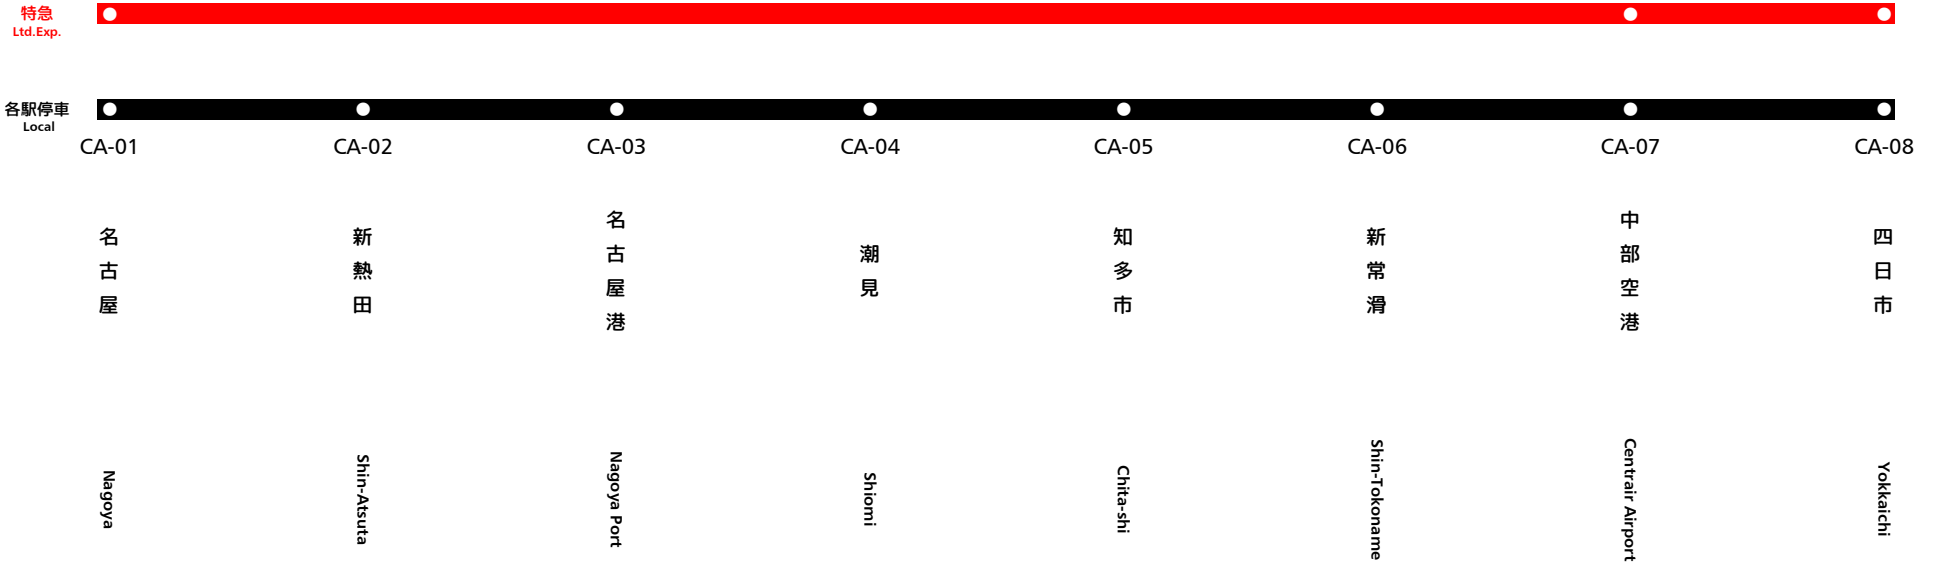 特急
Ltd.Exp.
各駅停車
Local
CA-01
CA-02
CA-03
CA-04
CA-05
CA-06
CA-07
CA-08
名古屋
新熱田
名古屋港
潮見
知多市
新常滑
中部空港
四日市
Nagoya
Shin-Atsuta
Nagoya Port
Shiomi
Chita-shi
Shin-Tokoname
Centrair Airport
Yokkaichi